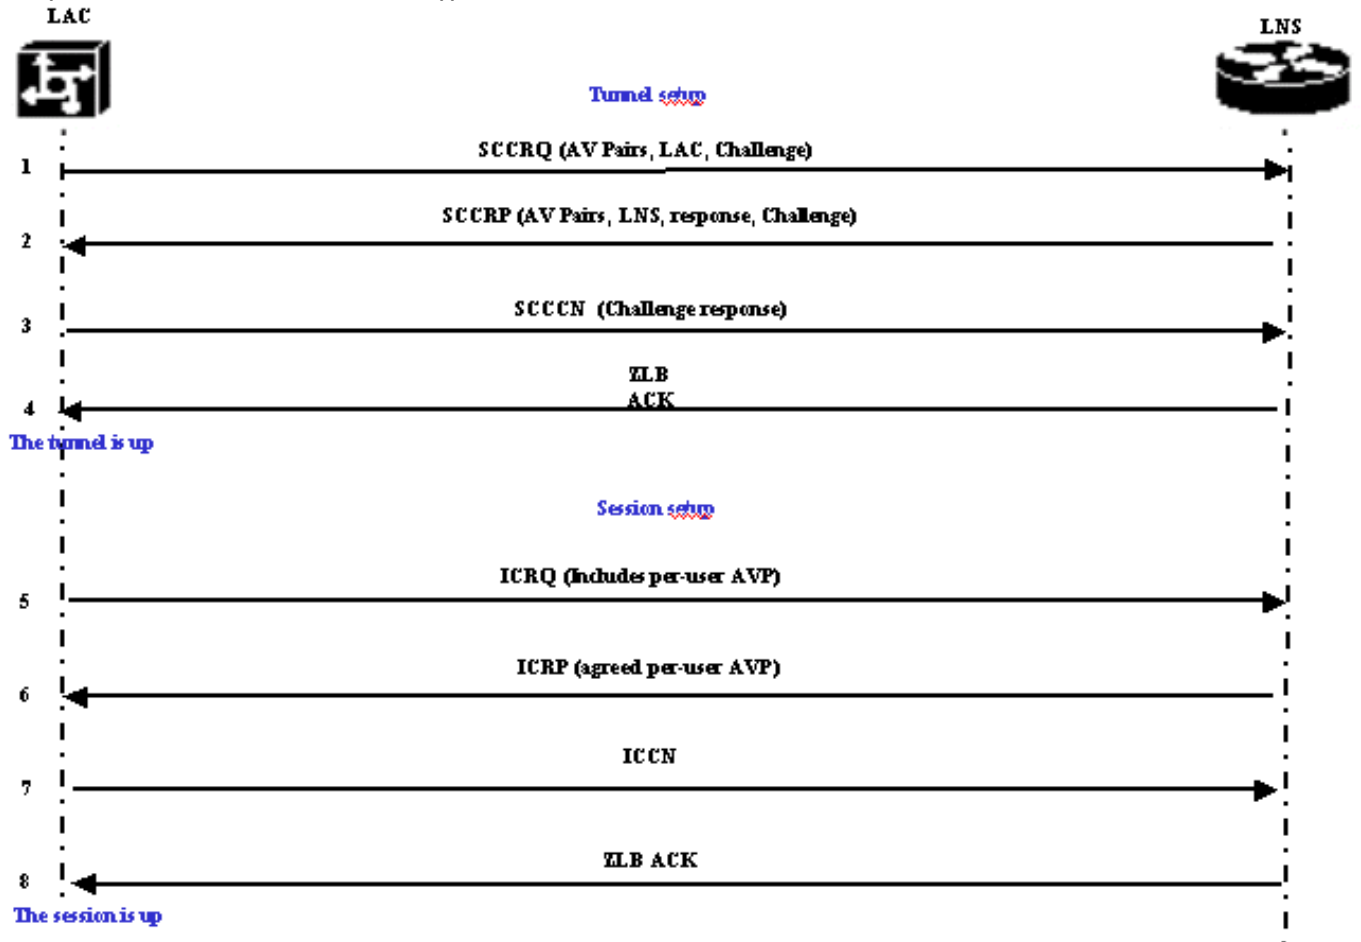 LAC
LNS
Tunnel setup
1
SCCRQ (AV Pairs, LAC, Challenge)
SCCRP (AV Pairs, LNS, response, Challenge)
2
SCCCN (Challenge response)
3
ZLB
ACK
4
The tunnel is up
Session setup
ICRQ (Includes per-user AVP)
5
ICRP (agreed per-user AVP)
6
ICCN
7
ZLB ACK
8
The session is up